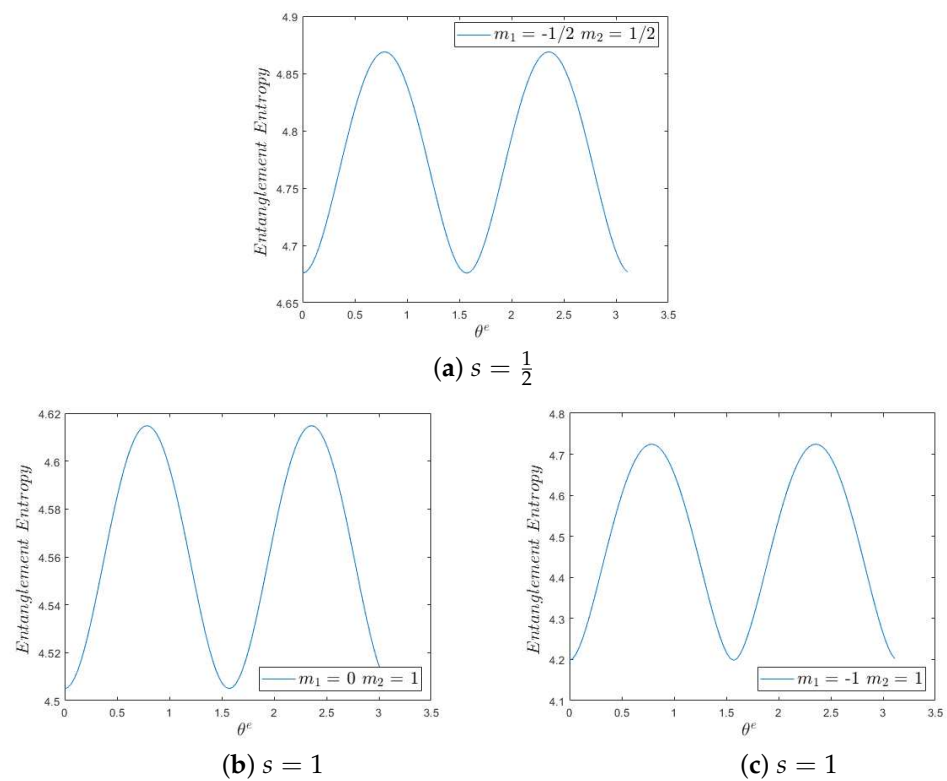 4.9
4.85
4.8
4.75
4.7
4.65
Entanglement Entropy
m₁ = -1/2 m₂ = 1/2
0 0.5 1 1.5 2 2.5 3 3.5
θᵉ
(a) s = 1/2
4.62
4.6
4.58
4.56
4.54
4.52
4.5
Entanglement Entropy
m₁ = 0 m₂ = 1
0 0.5 1 1.5 2 2.5 3 3.5
θᵉ
(b) s = 1
4.8
4.7
4.6
4.5
4.4
4.3
4.2
4.1
Entanglement Entropy
m₁ = -1 m₂ = 1
0 0.5 1 1.5 2 2.5 3 3.5
θᵉ
(c) s = 1